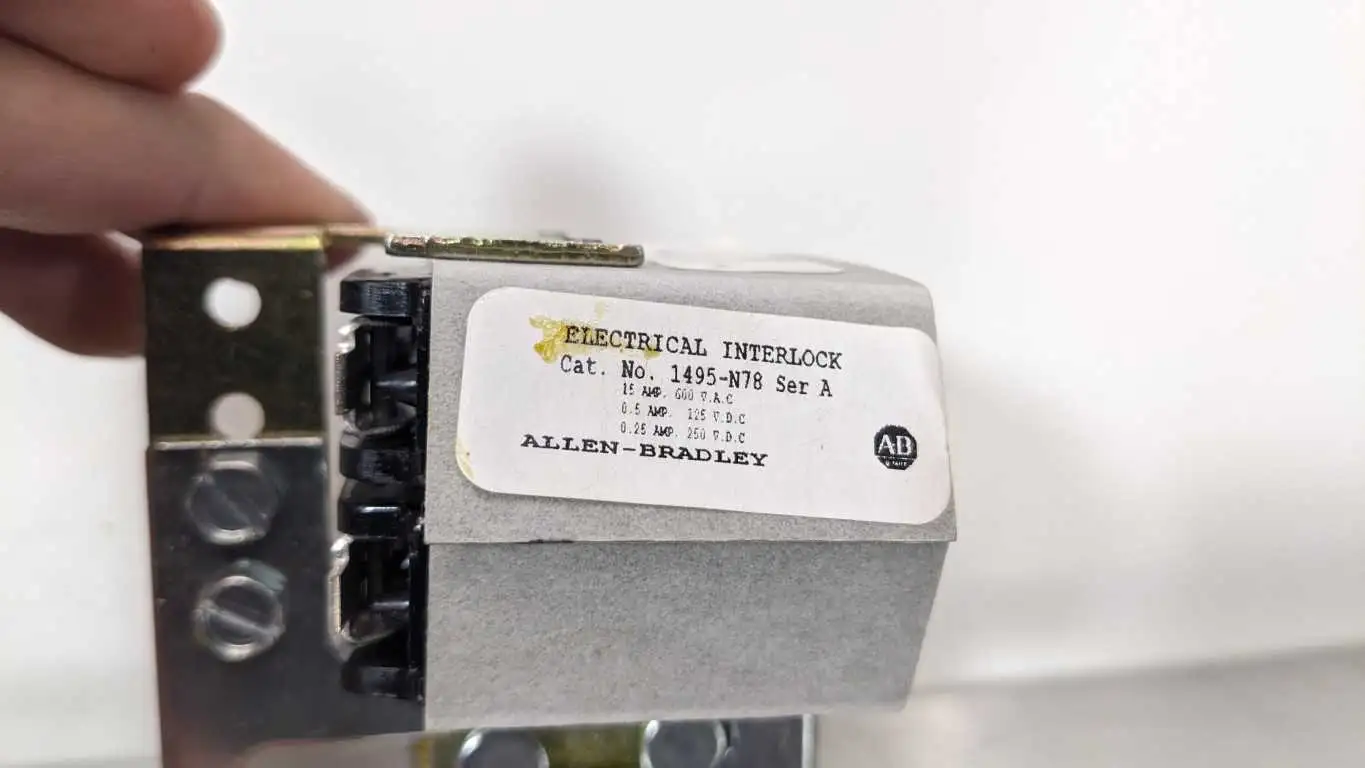 ELECTRICAL INTERLOCK
Cat. No. 1495-N78 Ser A
15 AMP. 600 V.A.C
0.5 AMP. 125 V.D.C
0.25 AMP. 250 V.D.C
ALLEN-BRADLEY
AB